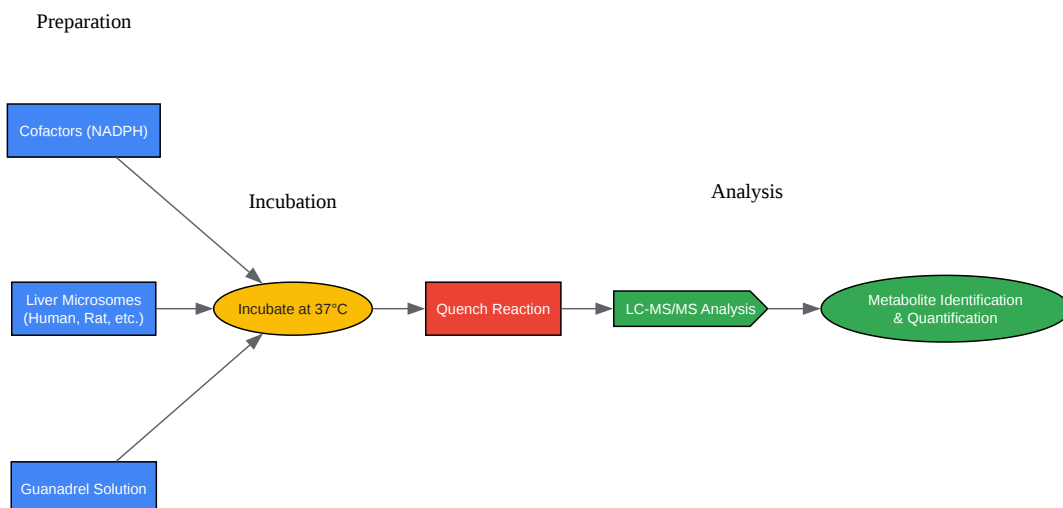 Preparation
Cofactors (NADPH)
Incubation
Analysis
Liver Microsomes
(Human, Rat, etc.)
Incubate at 37°C
Quench Reaction
LC-MS/MS Analysis
Metabolite Identification
& Quantification
Guanadrel Solution